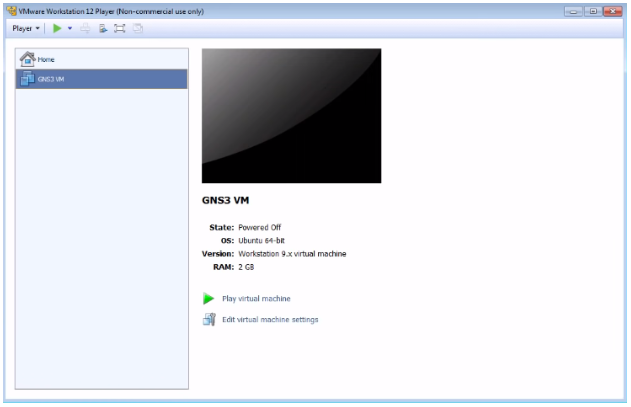 VMware Workstation 12 Player (Non-commercial use only)
Player
Home
GNS3 VM
GNS3 VM
State: Powered Off
OS: Ubuntu 64-bit
Version: Workstation 9.x virtual machine
RAM: 2 GB
Play virtual machine
Edit virtual machine settings